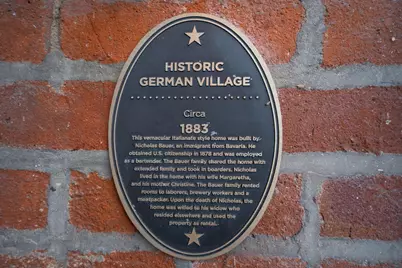 HISTORIC
GERMAN VILLAGE
Circa
1883
This vernacular Italianate style home was built by
Nicholas Bauer, an immigrant from Bavaria. He
obtained U.S. citizenship in 1878 and was employed
as a bartender. The Bauer family shared the home with
extended family and took in boarders. Nicholas
lived in the home with his wife Margaretha,
and his mother Christine. The Bauer family rented
rooms to laborers, brewery workers and a
meatpacker. Upon the death of Nicholas, the
home was willed to his widow who
resided elsewhere and used the
property as rental.